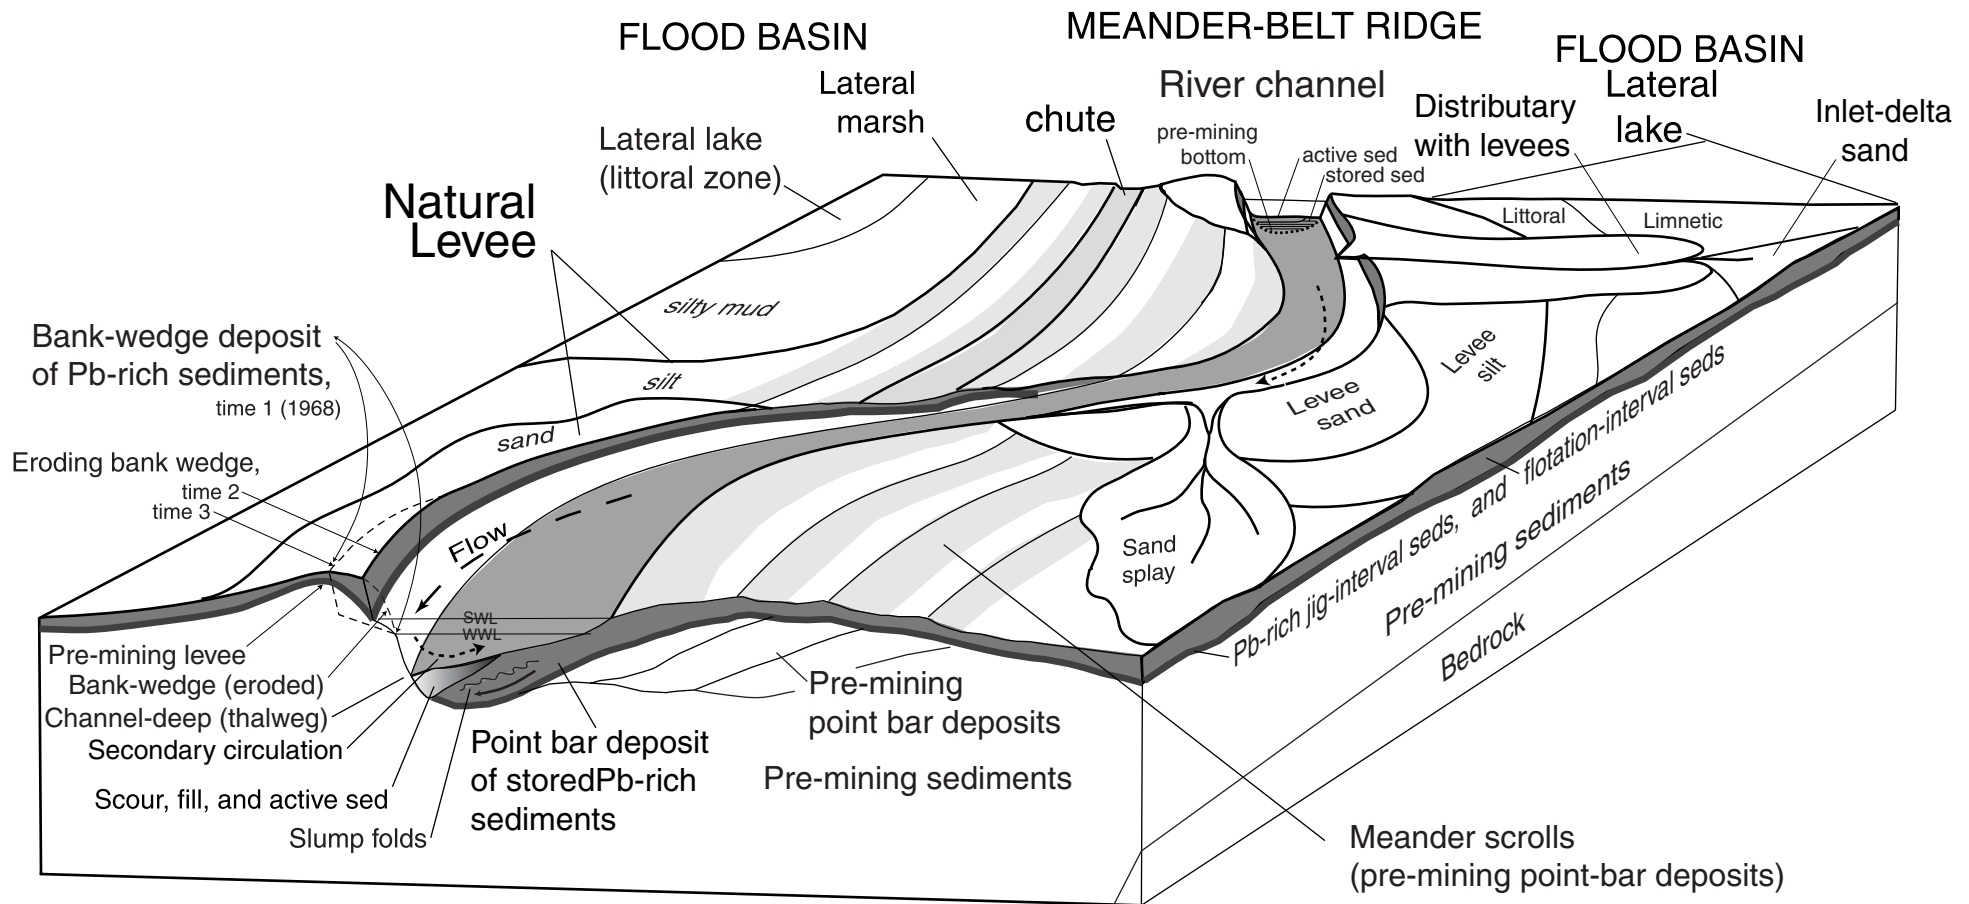 FLOOD BASIN
MEANDER-BELT RIDGE
FLOOD BASIN
Lateral
marsh
River channel
Lateral
lake
Distributary
with levees
Inlet-delta
sand
chute
pre-mining
bottom
active sed
stored sed
Lateral lake
(littoral zone)
Natural
Levee
Littoral
Limnetic
silty mud
Bank-wedge deposit
of Pb-rich sediments,
time 1 (1968)
silt
sand
Levee
silt
Levee
sand
Eroding bank wedge,
time 2
time 3
Flow
Sand
splay
SWL
WWL
Pb-rich jig-interval seds, and flotation-interval seds
Pre-mining sediments
Bedrock
Pre-mining levee
Bank-wedge (eroded)
Channel-deep (thalweg)
Secondary circulation
Scour, fill, and active sed
Slump folds
Point bar deposit
of storedPb-rich
sediments
Pre-mining
point bar deposits
Pre-mining sediments
Meander scrolls
(pre-mining point-bar deposits)